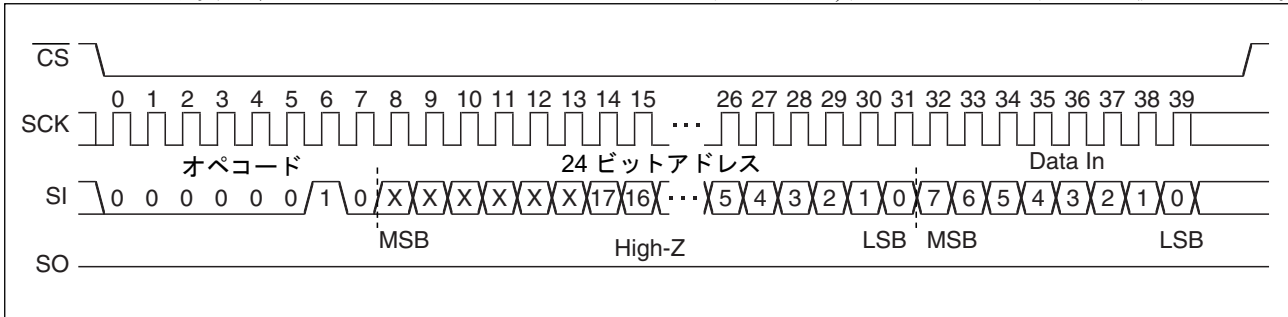 CS
0 1 2 3 4 5 6 7 8 9 10 11 12 13 14 15 26 27 28 29 30 31 32 33 34 35 36 37 38 39
SCK ···
オペコード 24 ビットアドレス Data In
SI 0 0 0 0 0 0 1 0 X X X X X X 17 16 ··· 5 4 3 2 1 0 7 6 5 4 3 2 1 0
MSB High-Z LSB MSB LSB
SO